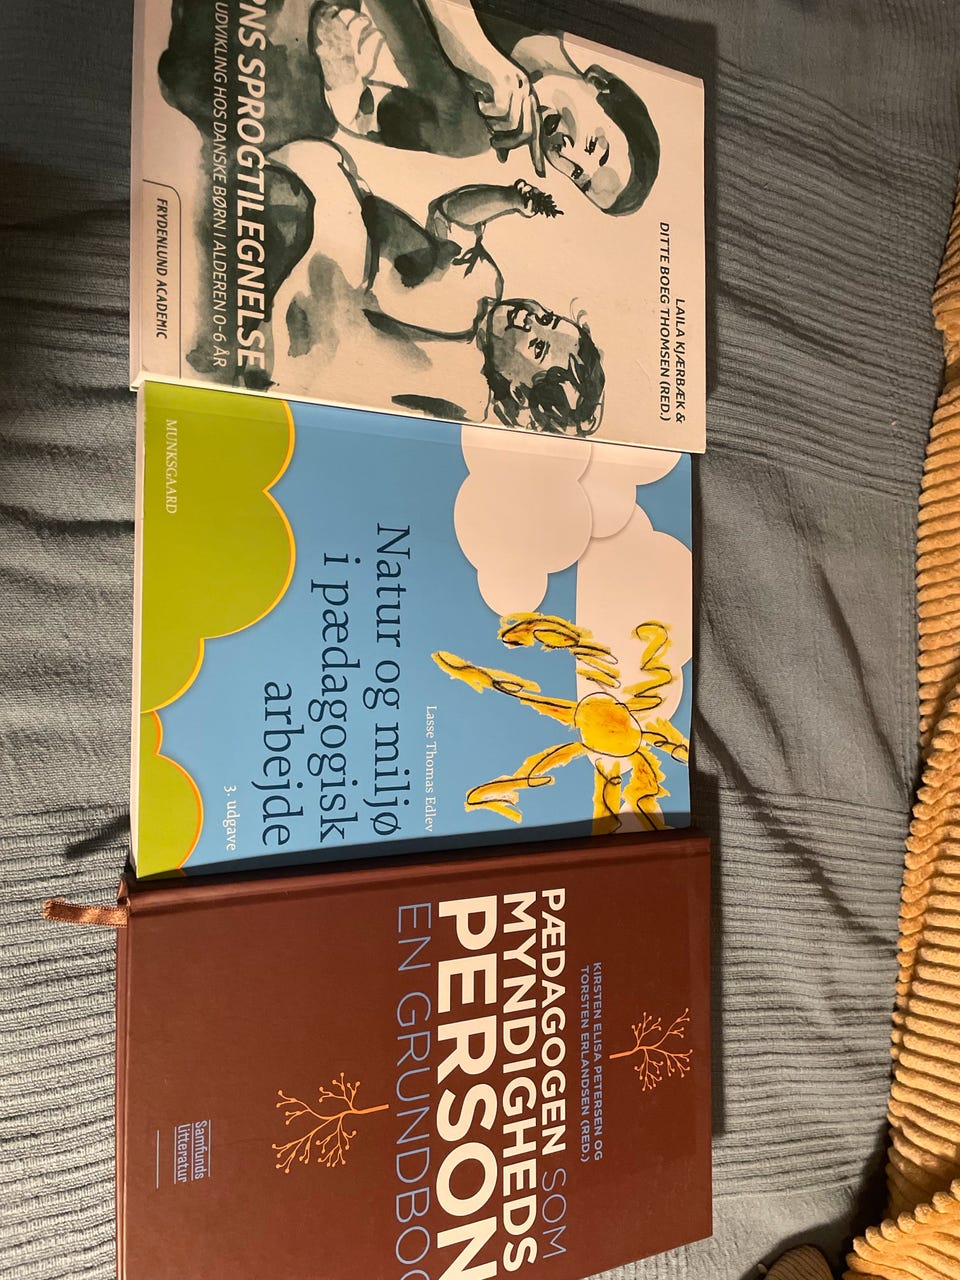 LAILA KJÆRBÆK &
DITTE BOEG THOMSEN (RED.)
NS SPROGTILEGNELSE
UDVIKLING HOS DANSKE BØRN I ALDEREN 0-6 ÅR
FRYDENLUND ACADEMIC
Lasse Thomas Edlev
Natur og miljø
i pædagogisk
arbejde
3. udgave
MUNKSGAARD
KIRSTEN ELISA PETERSEN OG
TORSTEN ERLANDSEN (RED.)
PÆDAGOGEN SOM
MYNDIGHEDS
PERSON
EN GRUNDBO
Samfunds
litteratur